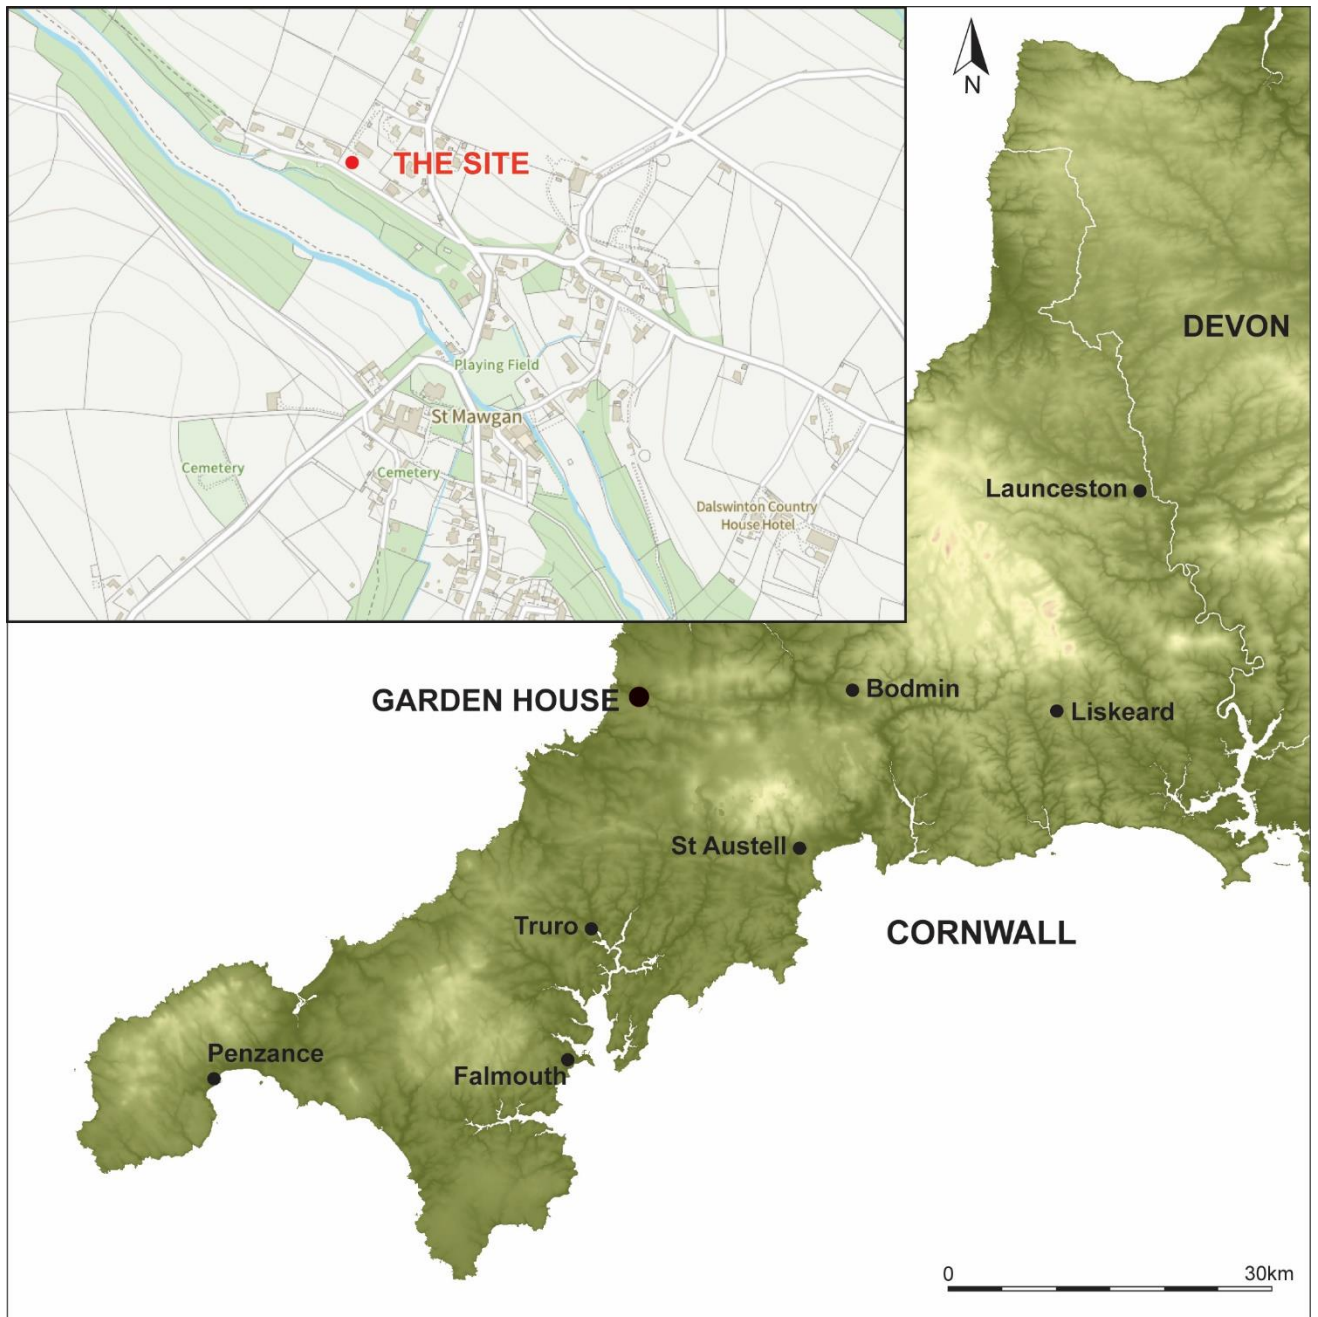 THE SITE
Playing Field
St Mawgan
Cemetery
Cemetery
Dalswinton Country
House Hotel
N
DEVON
Launceston
GARDEN HOUSE
Bodmin
Liskeard
St Austell
Truro
CORNWALL
Penzance
Falmouth
0 30km